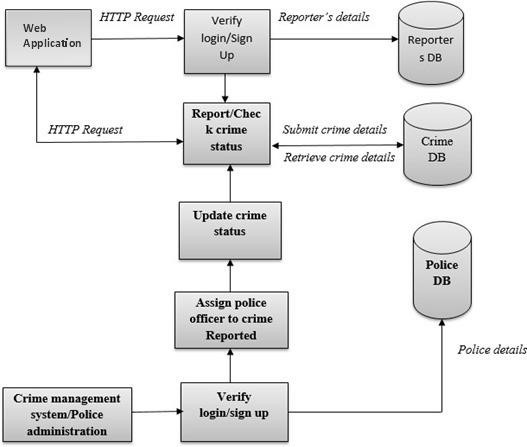 HTTP Request
Web
Application
Verify
login/Sign
Up
Reporter's details
Reporter
s DB
Report/Chec
k crime
status
HTTP Request
Submit crime details
Retrieve crime details
Crime
DB
Update crime
status
Police
DB
Assign police
officer to crime
Reported
Police details
Crime management
system/Police
administration
Verify
login/sign up